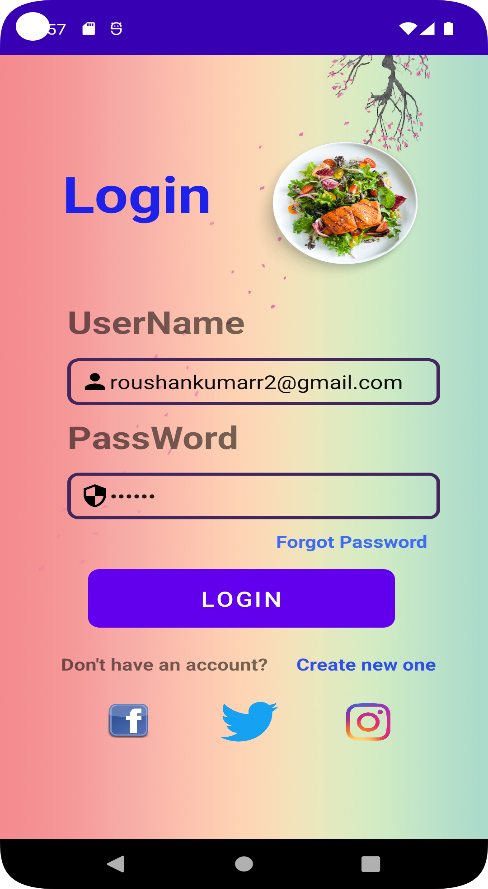 57
Login
UserName
roushankumarr2@gmail.com
PassWord
••••••
Forgot Password
LOGIN
Don't have an account? Create new one
f